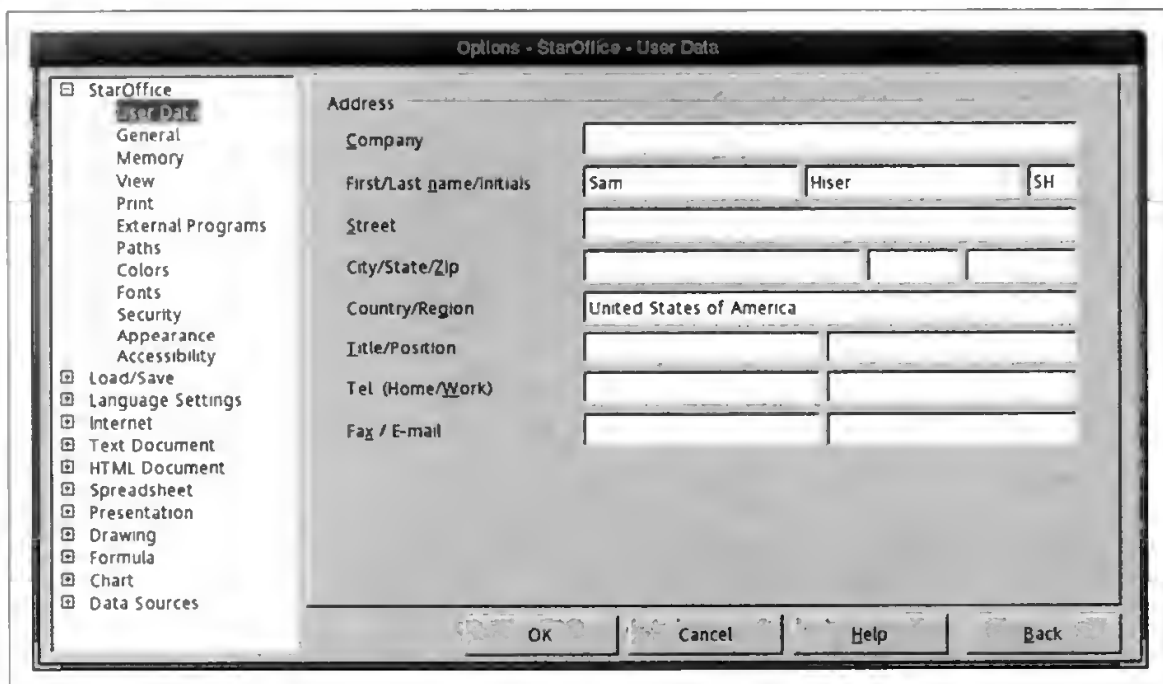 Options - StarOffice - User Data
StarOffice
User Data
General
Memory
View
Print
External Programs
Paths
Colors
Fonts
Security
Appearance
Accessibility
Load/Save
Language Settings
Internet
Text Document
HTML Document
Spreadsheet
Presentation
Drawing
Formula
Chart
Data Sources
Address
Company
First/Last name/Initials Sam Hiser SH
Street
City/State/Zip
Country/Region United States of America
Title/Position
Tel (Home/Work)
Fax / E-mail
OK Cancel Help Back